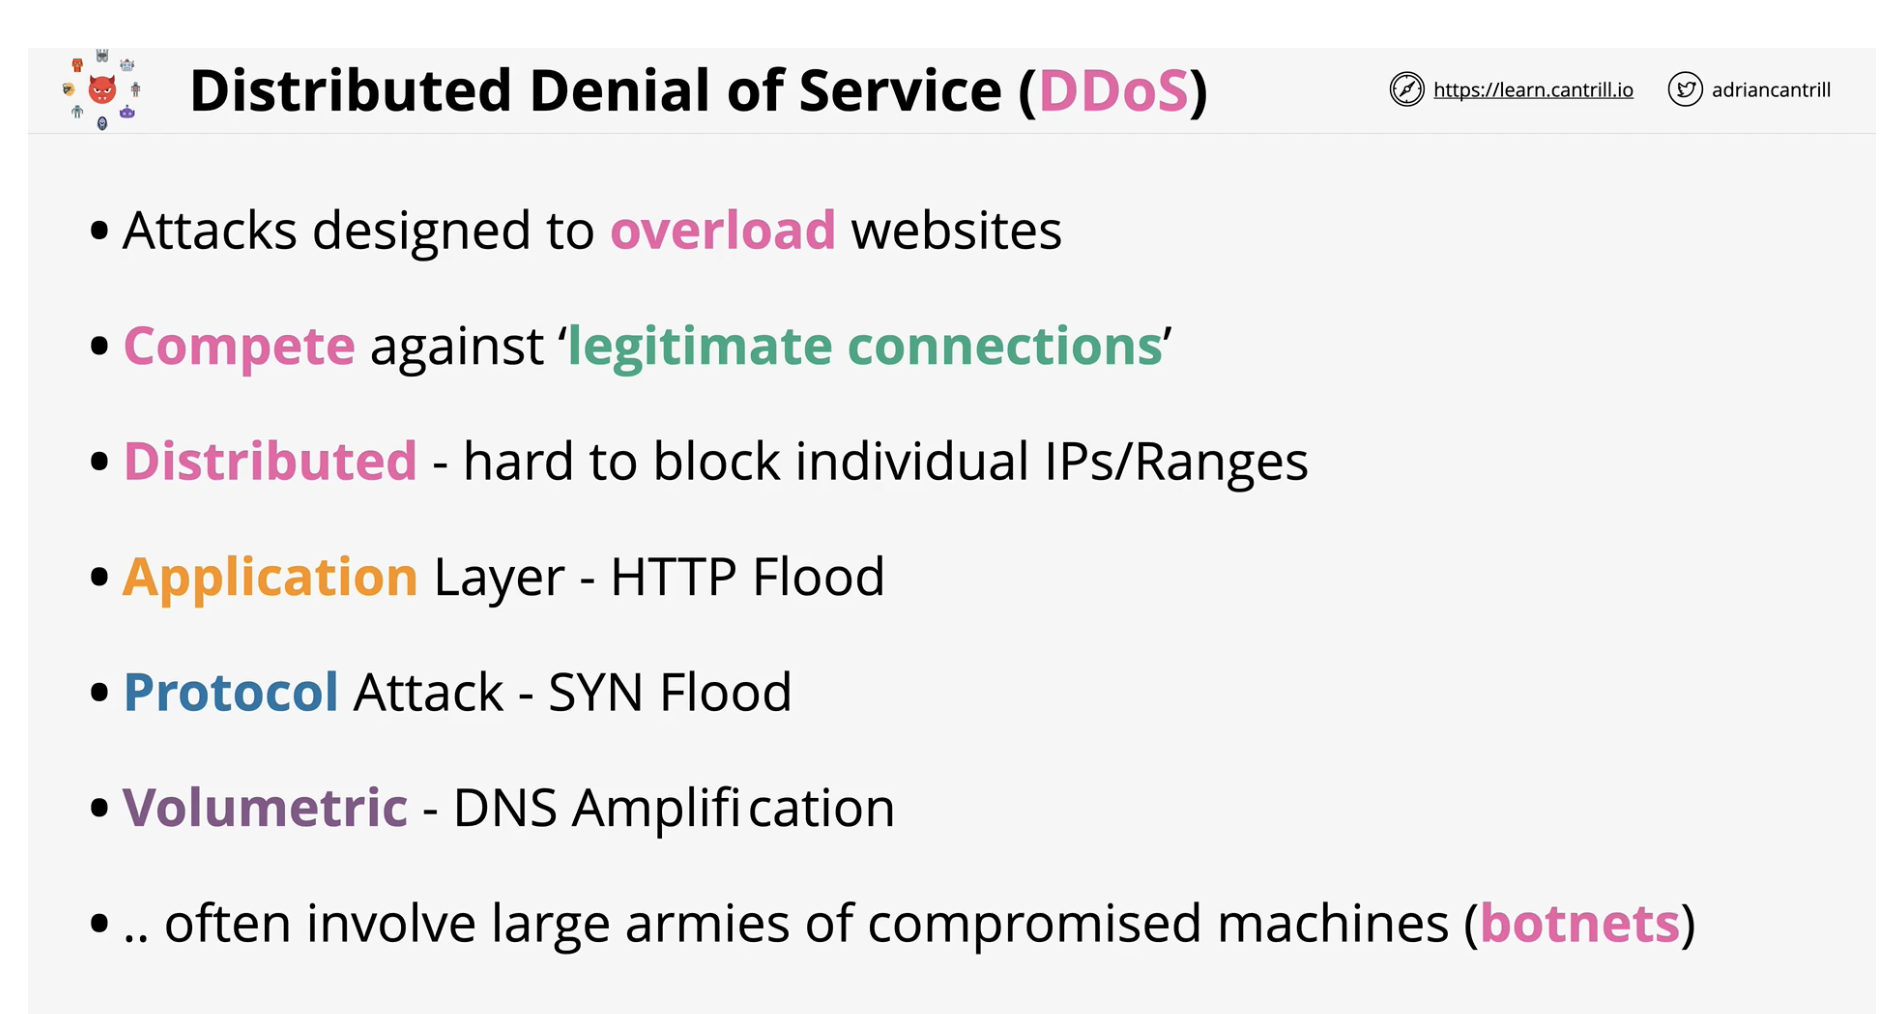 Distributed Denial of Service (DDoS)
https://learn.cantrill.io
adriancantrill
• Attacks designed to overload websites
• Compete against ‘legitimate connections’
• Distributed - hard to block individual IPs/Ranges
• Application Layer - HTTP Flood
• Protocol Attack - SYN Flood
• Volumetric - DNS Amplification
• .. often involve large armies of compromised machines (botnets)